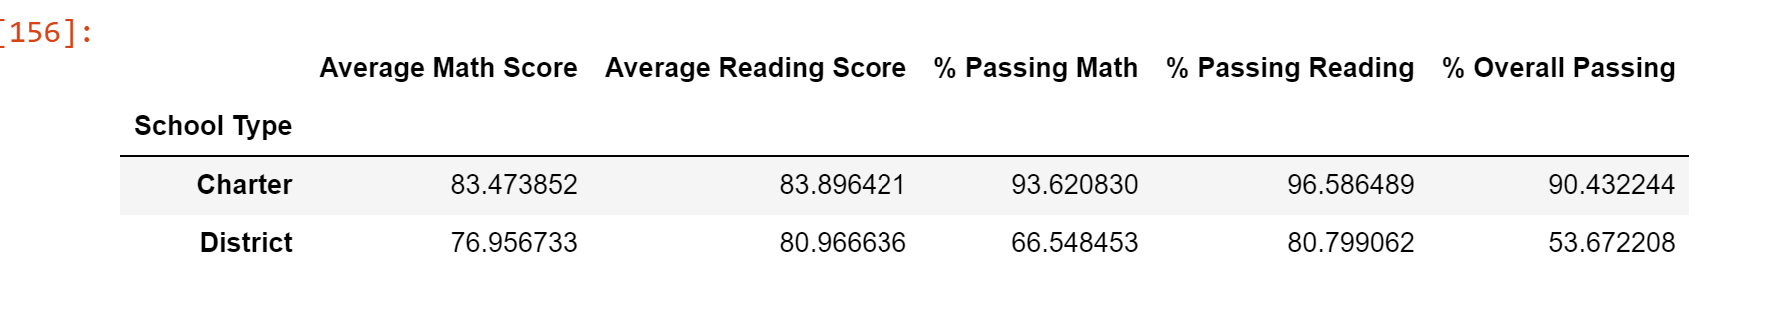 [156]:
Average Math Score Average Reading Score % Passing Math % Passing Reading % Overall Passing
School Type
Charter 83.473852 83.896421 93.620830 96.586489 90.432244
District 76.956733 80.966636 66.548453 80.799062 53.672208